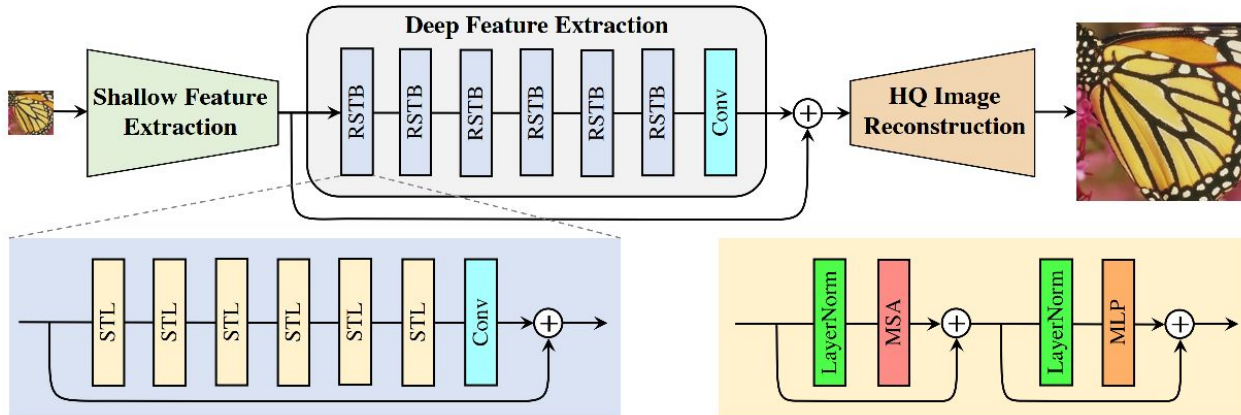 Deep Feature Extraction
Shallow Feature
Extraction
RSTB
RSTB
RSTB
RSTB
RSTB
RSTB
Conv
HQ Image
Reconstruction
STL
STL
STL
STL
STL
STL
Conv
LayerNorm
MSA
LayerNorm
MLP